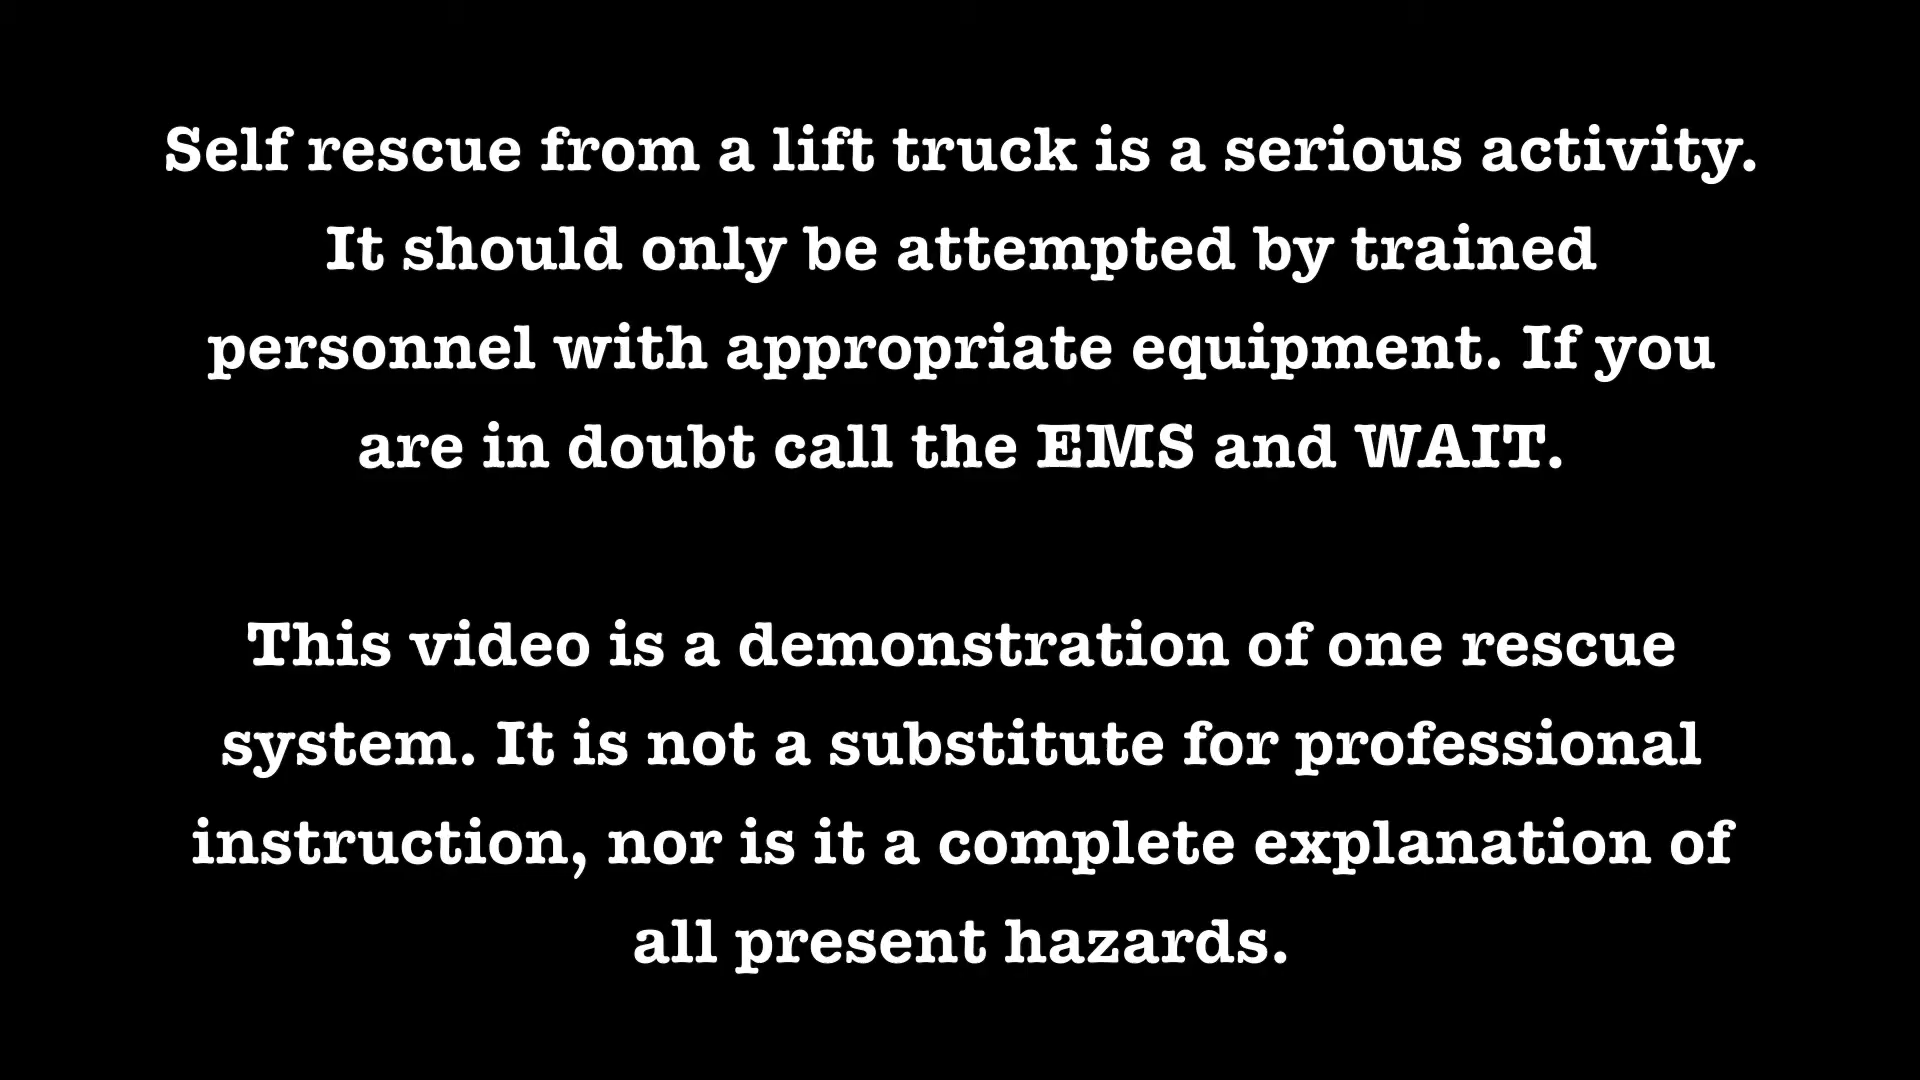 Self rescue from a lift truck is a serious activity.
It should only be attempted by trained
personnel with appropriate equipment. If you
are in doubt call the EMS and WAIT.
This video is a demonstration of one rescue
system. It is not a substitute for professional
instruction, nor is it a complete explanation of
all present hazards.